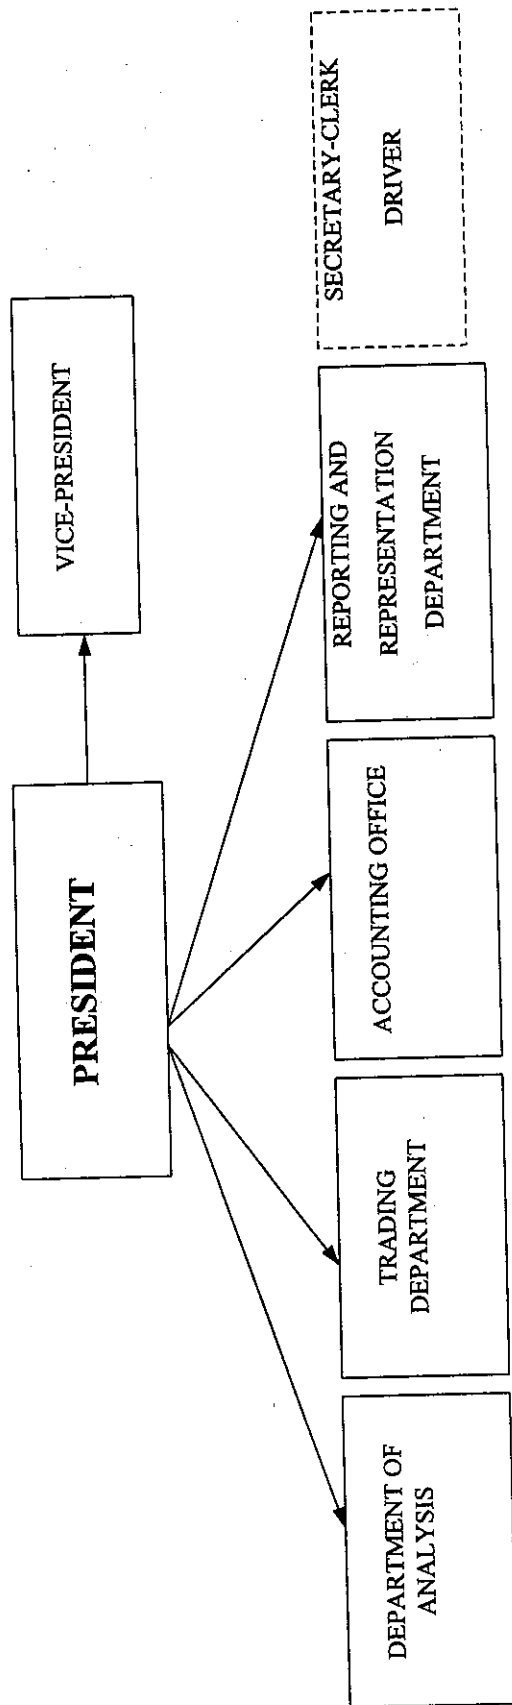 PRESIDENT
VICE-PRESIDENT
DEPARTMENT OF
ANALYSIS
TRADING
DEPARTMENT
ACCOUNTING OFFICE
REPORTING AND
REPRESENTATION
DEPARTMENT
SECRETARY-CLERK
DRIVER